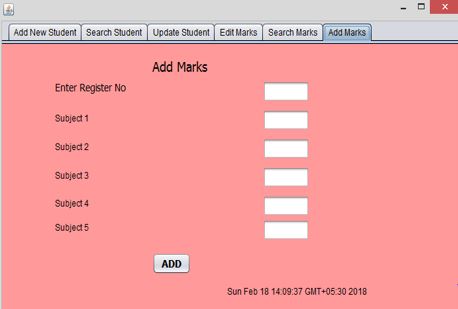 Add New Student Search Student Update Student Edit Marks Search Marks Add Marks
Add Marks
Enter Register No
Subject 1
Subject 2
Subject 3
Subject 4
Subject 5
ADD
Sun Feb 18 14:09:37 GMT+05:30 2018